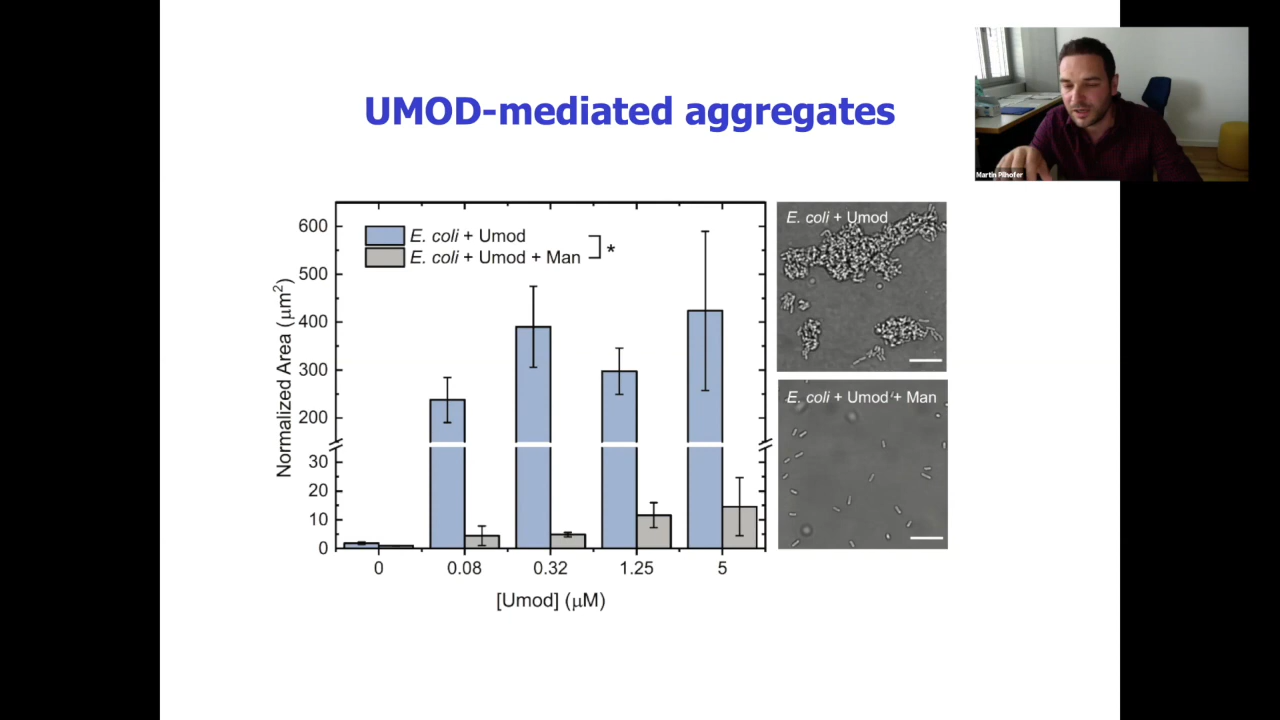 UMOD-mediated aggregates
Martin Pilhofer
E. coli + Umod
E. coli + Umod + Man
*
Normalized Area (μm²)
600
500
400
300
200
30
20
10
0
0 0.08 0.32 1.25 5
[Umod] (μM)
E. coli + Umod
E. coli + Umod + Man